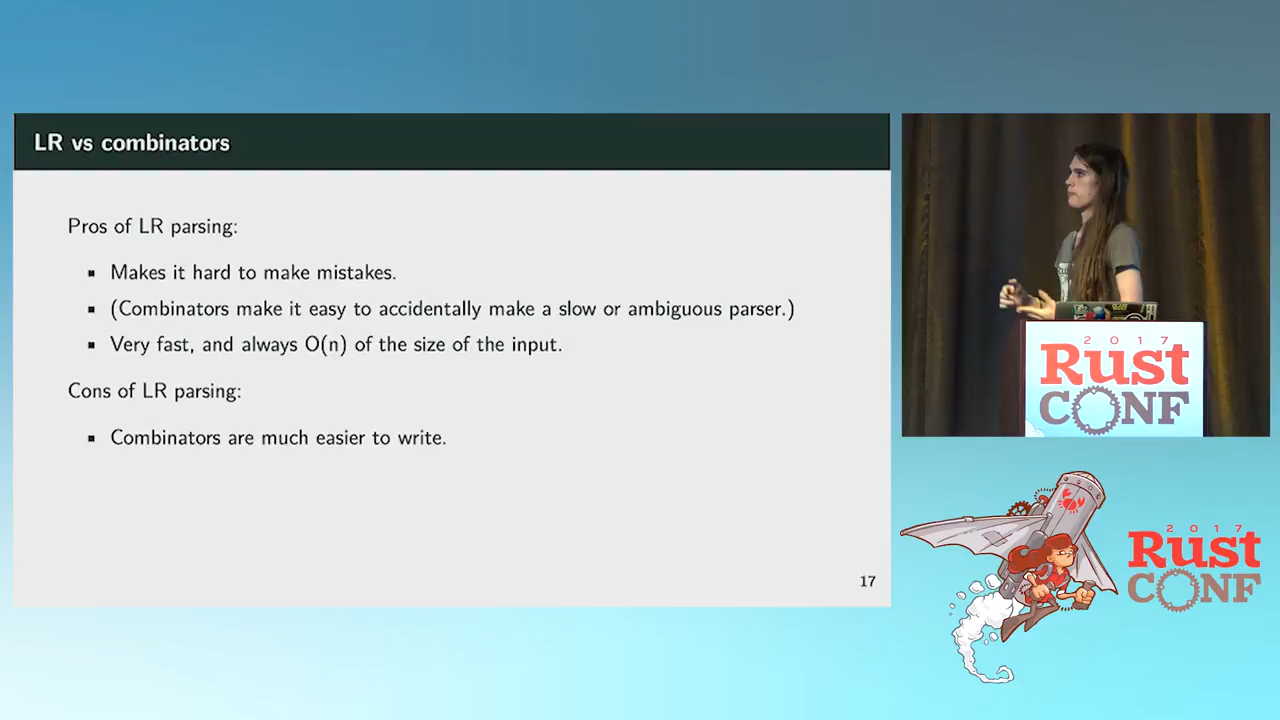 LR vs combinators
Pros of LR parsing:
Makes it hard to make mistakes.
(Combinators make it easy to accidentally make a slow or ambiguous parser.)
Very fast, and always O(n) of the size of the input.
Cons of LR parsing:
Combinators are much easier to write.
17
2017
Rust
CONF
2017
Rust
CONF